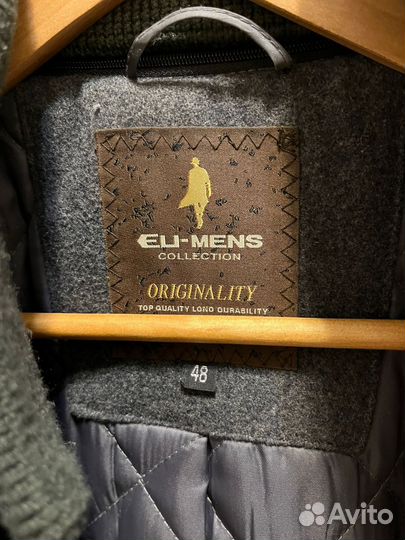 ELI-MENS
COLLECTION
ORIGINALITY
TOP QUALITY LONG DURABILITY
48
Avito